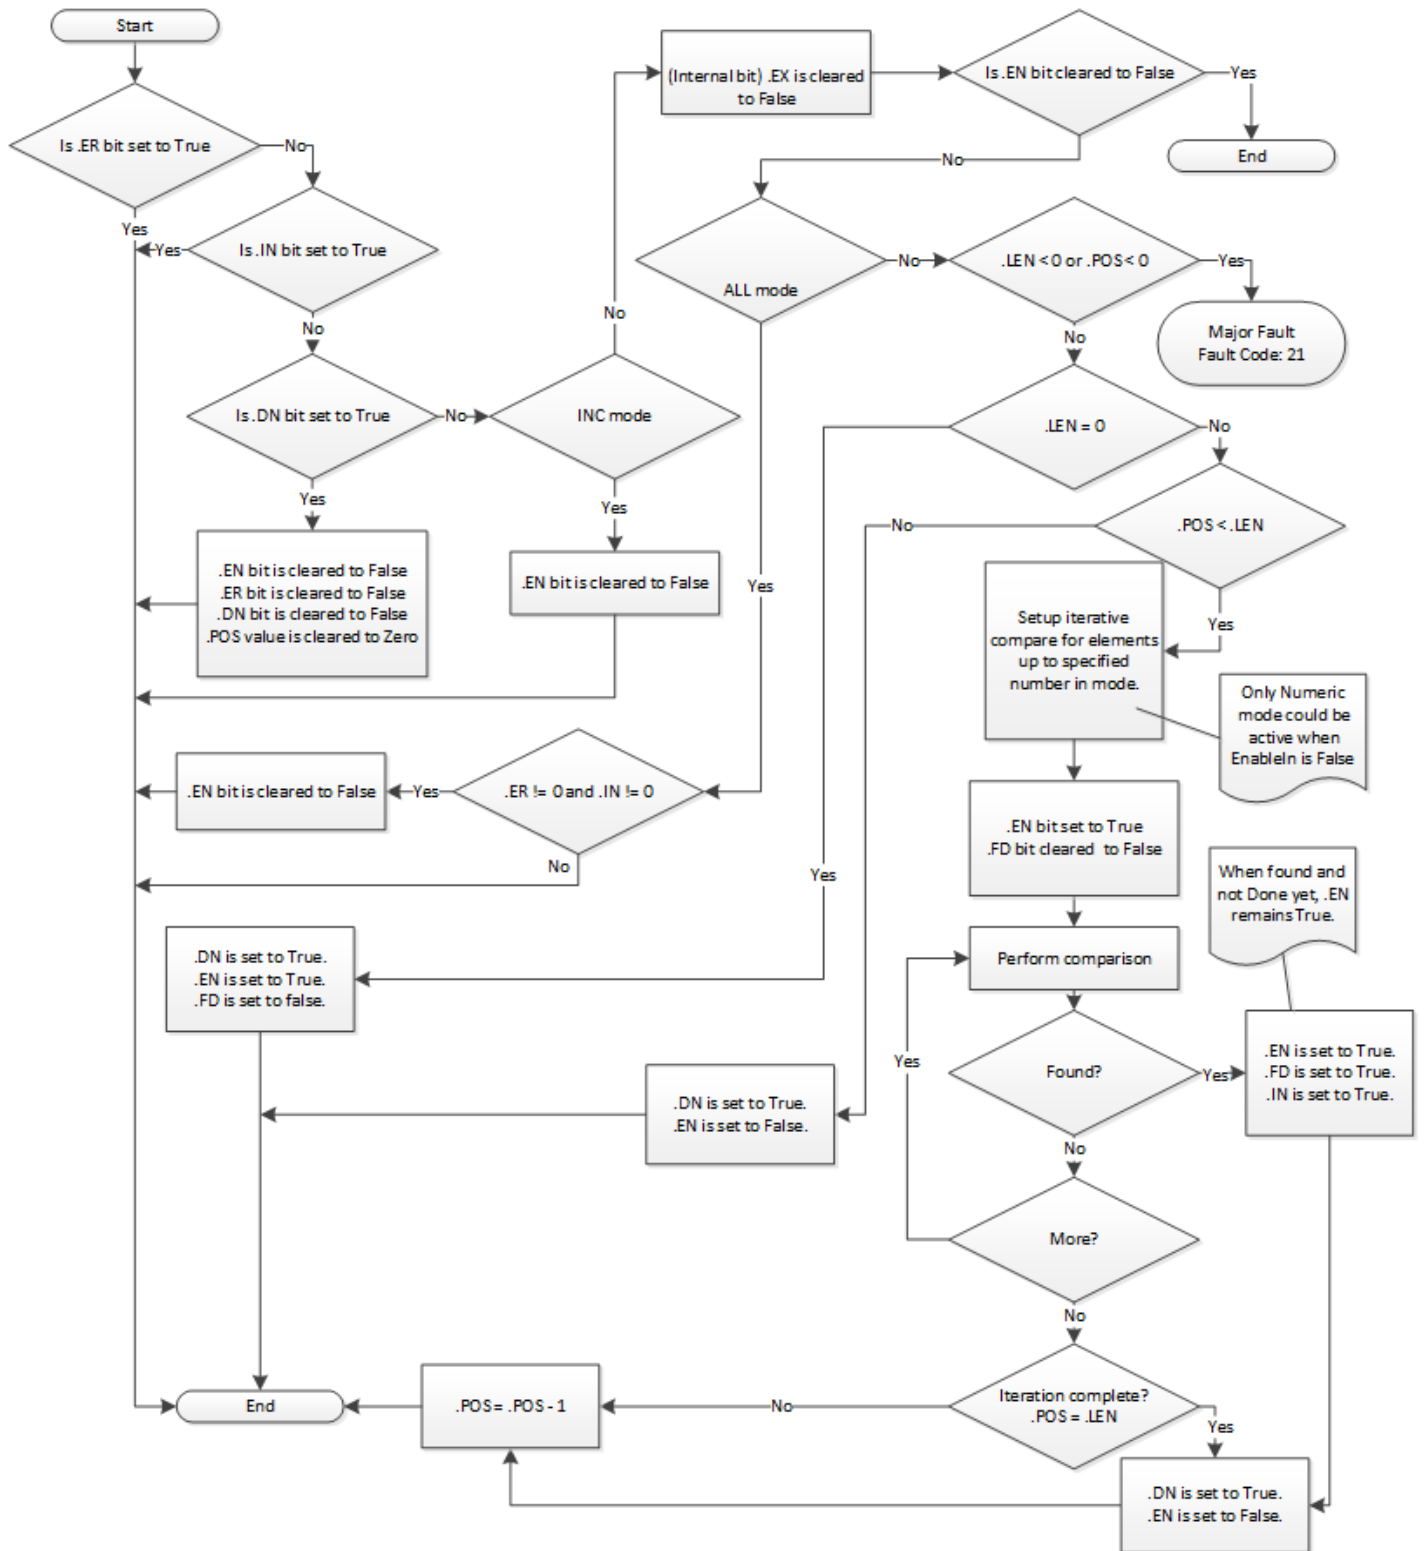 Start
Is .ER bit set to True
No
Yes
Is .IN bit set to True
Yes
No
Is .DN bit set to True
No
Yes
.EN bit is cleared to False
.ER bit is cleared to False
.DN bit is cleared to False
.POS value is cleared to Zero
INC mode
No
Yes
.EN bit is cleared to False
(Internal bit) .EX is cleared
to False
Is .EN bit cleared to False
Yes
End
No
ALL mode
No
Yes
.ER != 0 and .IN != 0
Yes
.EN bit is cleared to False
No
.LEN < 0 or .POS < 0
Yes
Major Fault
Fault Code: 21
No
.LEN = 0
No
Yes
.DN is set to True.
.EN is set to True.
.FD is set to false.
.POS < .LEN
No
.DN is set to True.
.EN is set to False.
Yes
Setup iterative
compare for elements
up to specified
number in mode.
Only Numeric
mode could be
active when
EnableIn is False
.EN bit set to True
.FD bit cleared to False
Perform comparison
Found?
Yes
When found and
not Done yet, .EN
remains True.
.EN is set to True.
.FD is set to True.
.IN is set to True.
No
More?
Yes
No
Iteration complete?
.POS = .LEN
No
Yes
.DN is set to True.
.EN is set to False.
.POS = .POS - 1
End